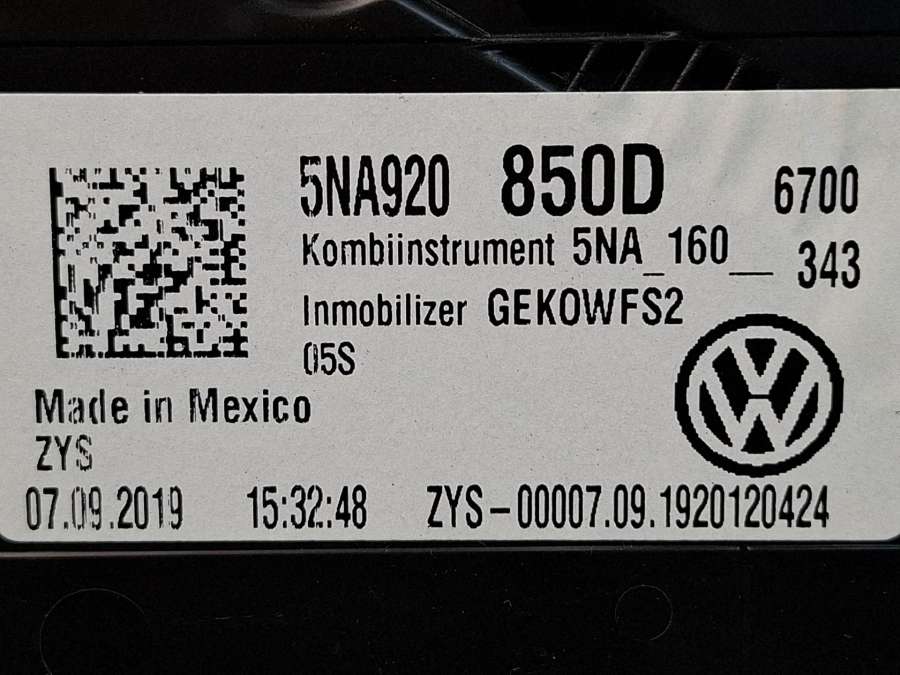 5NA920 850D 6700
Kombiinstrument 5NA_160__ 343
Inmobilizer GEKOWFS2
05S
Made in Mexico
ZYS
07.09.2019 15:32:48 ZYS-00007.09.1920120424